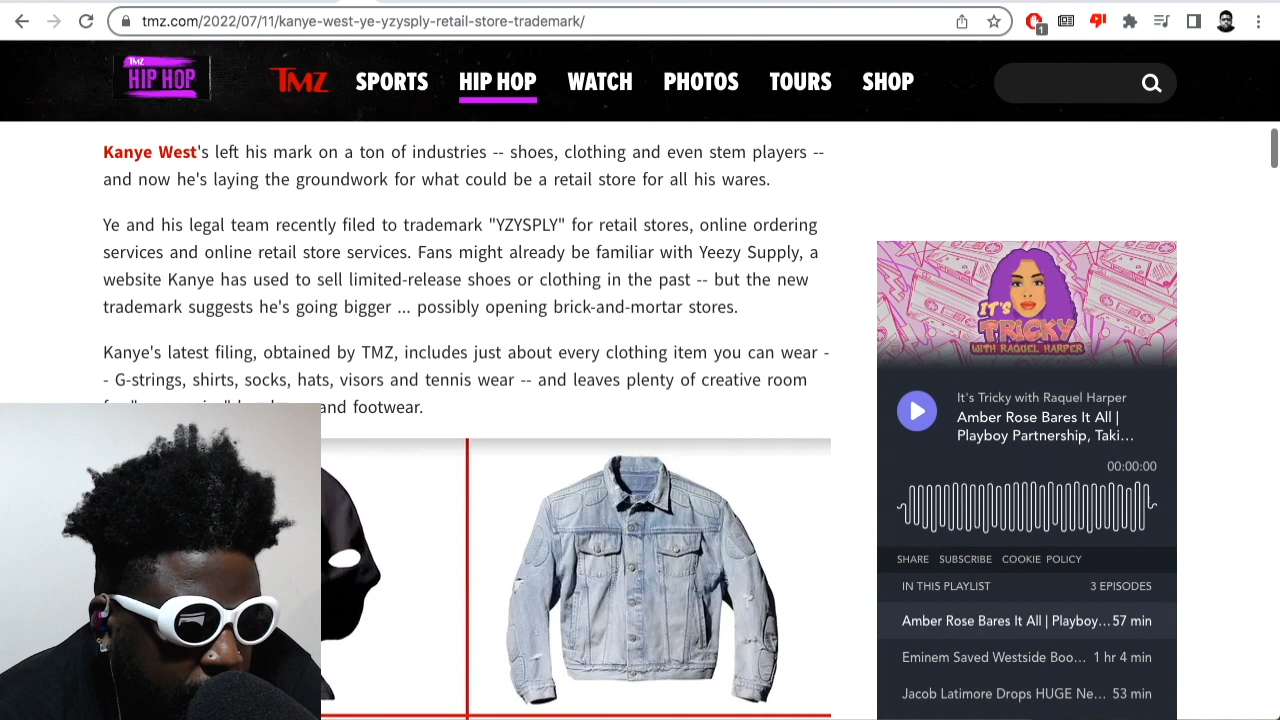 tmz.com/2022/07/11/kanye-west-ye-yzysply-retail-store-trademark/
1
TMZ
HIP HOP
TMZ SPORTS HIP HOP WATCH PHOTOS TOURS SHOP
Kanye West's left his mark on a ton of industries -- shoes, clothing and even stem players --
and now he's laying the groundwork for what could be a retail store for all his wares.
Ye and his legal team recently filed to trademark "YZYSPLY" for retail stores, online ordering
services and online retail store services. Fans might already be familiar with Yeezy Supply, a
website Kanye has used to sell limited-release shoes or clothing in the past -- but the new
trademark suggests he's going bigger ... possibly opening brick-and-mortar stores.
Kanye's latest filing, obtained by TMZ, includes just about every clothing item you can wear -
- G-strings, shirts, socks, hats, visors and tennis wear -- and leaves plenty of creative room
and footwear.
IT'S
TRICKY
WITH RAQUEL HARPER
It's Tricky with Raquel Harper
Amber Rose Bares It All |
Playboy Partnership, Taki...
00:00:00
SHARE SUBSCRIBE COOKIE POLICY
IN THIS PLAYLIST 3 EPISODES
Amber Rose Bares It All | Playboy... 57 min
Eminem Saved Westside Boo... 1 hr 4 min
Jacob Latimore Drops HUGE Ne... 53 min